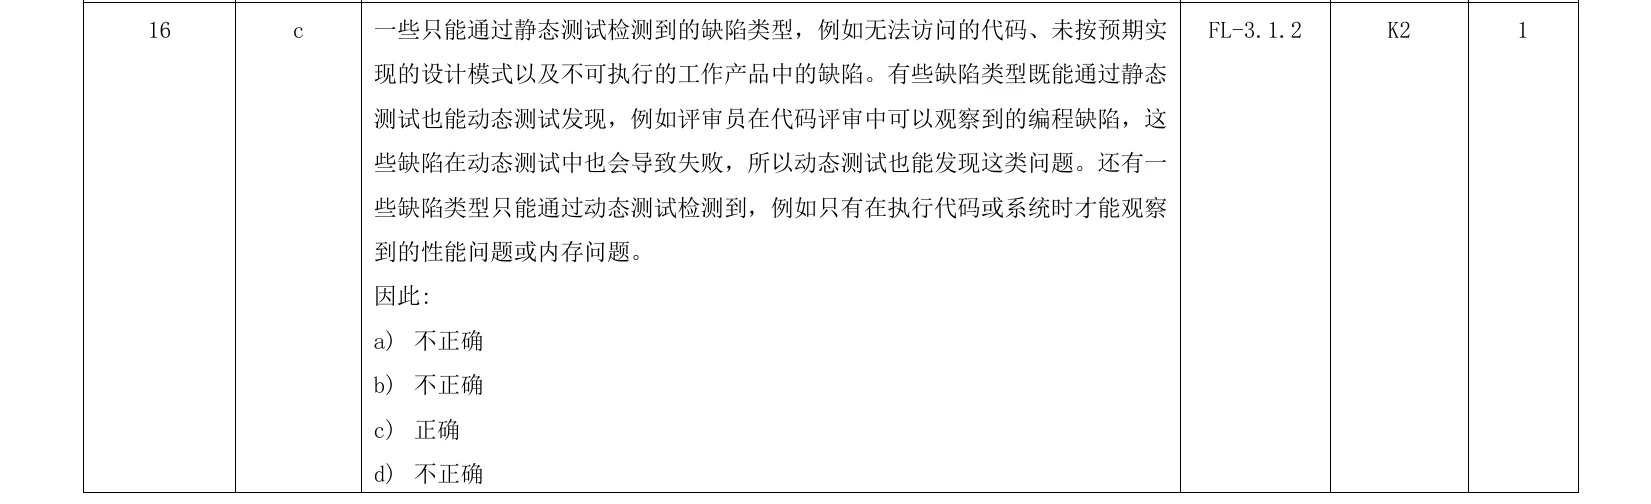 16 c 一些只能通过静态测试检测到的缺陷类型，例如无法访问的代码、未按预期实 FL-3.1.2 K2 1
现的设计模式以及不可执行的工作产品中的缺陷。有些缺陷类型既能通过静态
测试也能动态测试发现，例如评审员在代码评审中可以观察到的编程缺陷，这
些缺陷在动态测试中也会导致失败，所以动态测试也能发现这类问题。还有一
些缺陷类型只能通过动态测试检测到，例如只有在执行代码或系统时才能观察
到的性能问题或内存问题。
因此:
a) 不正确
b) 不正确
c) 正确
d) 不正确